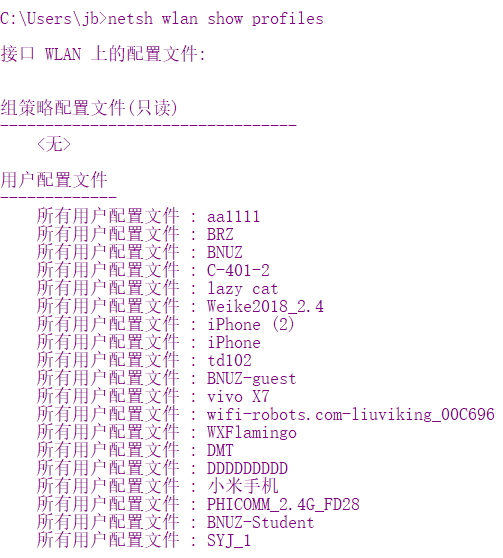 C:\Users\jb>netsh wlan show profiles
接口 WLAN 上的配置文件:
组策略配置文件(只读)
---------------------------------
<无>
用户配置文件
-------------
所有用户配置文件 : aa1111
所有用户配置文件 : BRZ
所有用户配置文件 : BNUZ
所有用户配置文件 : C-401-2
所有用户配置文件 : lazy cat
所有用户配置文件 : Weike2018_2.4
所有用户配置文件 : iPhone (2)
所有用户配置文件 : iPhone
所有用户配置文件 : td102
所有用户配置文件 : BNUZ-guest
所有用户配置文件 : vivo X7
所有用户配置文件 : wifi-robots.com-liuviking_00C696
所有用户配置文件 : WXFlamingo
所有用户配置文件 : DMT
所有用户配置文件 : DDDDDDDDD
所有用户配置文件 : 小米手机
所有用户配置文件 : PHICOMM_2.4G_FD28
所有用户配置文件 : BNUZ-Student
所有用户配置文件 : SYJ_1